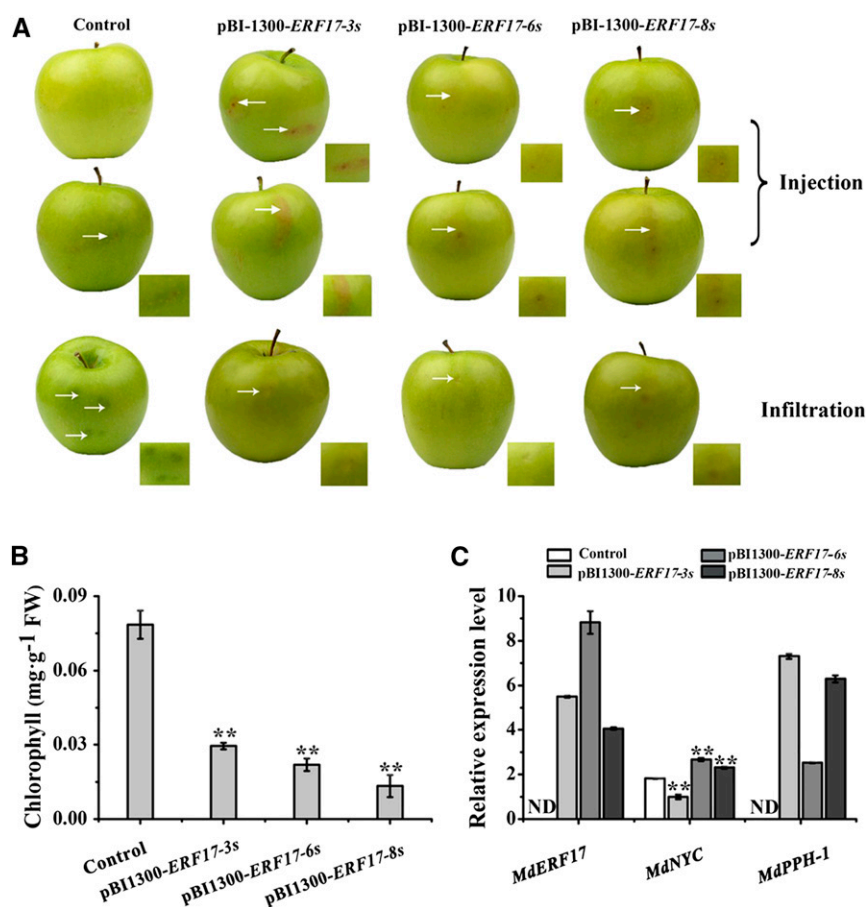 A
Control
pBI-1300-ERF17-3s
pBI-1300-ERF17-6s
pBI-1300-ERF17-8s
Injection
Infiltration
B
Chlorophyll (mg·g⁻¹ FW)
0.09
0.06
0.03
0.00
**
**
**
Control
pBI1300-ERF17-3s
pBI1300-ERF17-6s
pBI1300-ERF17-8s
C
Control
pBI1300-ERF17-3s
pBI1300-ERF17-6s
pBI1300-ERF17-8s
Relative expression level
10
8
6
4
2
0
ND
**
**
**
ND
MdERF17
MdNYC
MdPPH-1